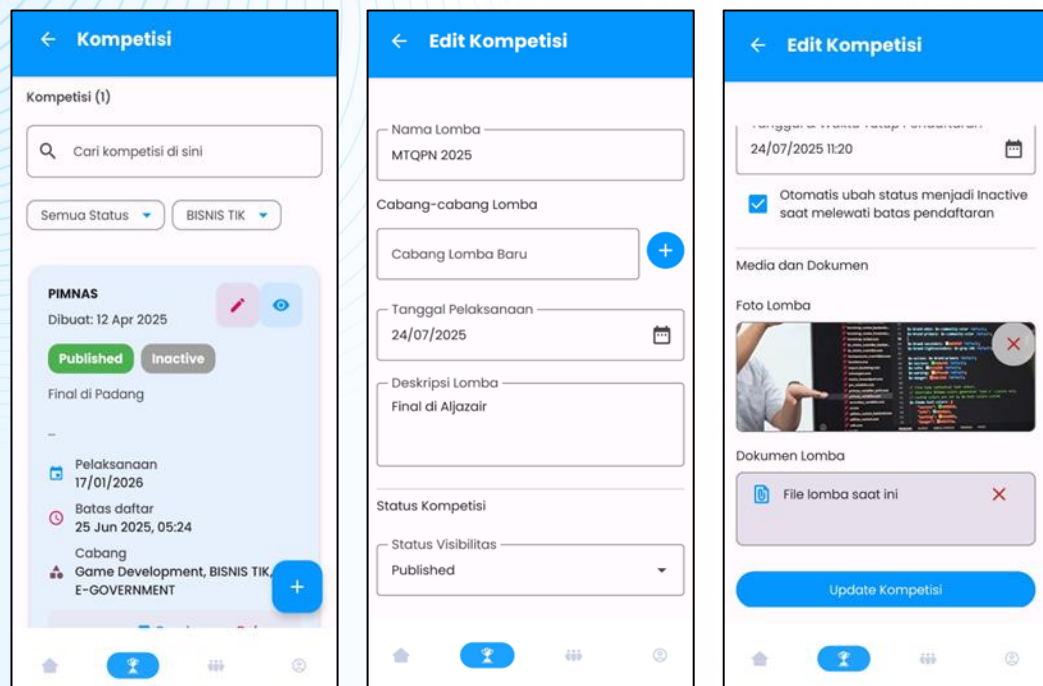 Kompetisi
Kompetisi (1)
Cari kompetisi di sini
Semua Status
BISNIS TIK
PIMNAS
Dibuat: 12 Apr 2025
Published
Inactive
Final di Padang
_
Pelaksanaan
17/01/2026
Batas daftar
25 Jun 2025, 05:24
Cabang
Game Development, BISNIS TIK,
E-GOVERNMENT
+
Edit Kompetisi
Nama Lomba
MTQPN 2025
Cabang-cabang Lomba
Cabang Lomba Baru
+
Tanggal Pelaksanaan
24/07/2025
Deskripsi Lomba
Final di Aljazair
Status Kompetisi
Status Visibilitas
Published
Edit Kompetisi
24/07/2025 11:20
Otomatis ubah status menjadi Inactive
saat melewati batas pendaftaran
Media dan Dokumen
Foto Lomba
Dokumen Lomba
File lomba saat ini
Update Kompetisi